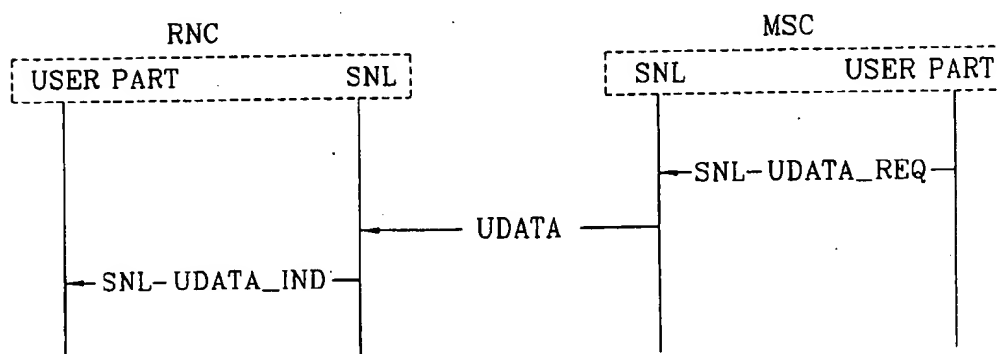 RNC
MSC
USER PART SNL
SNL USER PART
SNL-UDATA_REQ
UDATA
SNL-UDATA_IND